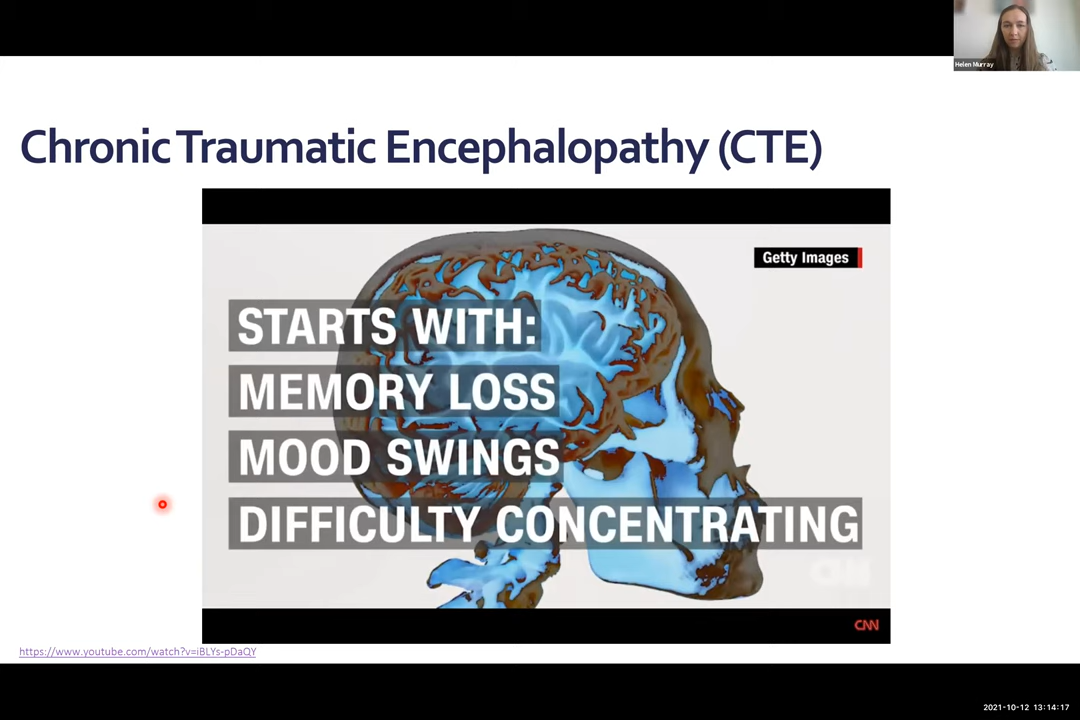 Helen Murray
Chronic Traumatic Encephalopathy (CTE)
Getty Images
STARTS WITH:
MEMORY LOSS
MOOD SWINGS
DIFFICULTY CONCENTRATING
CNN
CNN
https://www.youtube.com/watch?v=iBLYs-pDaQY
2021-10-12 13:14:17